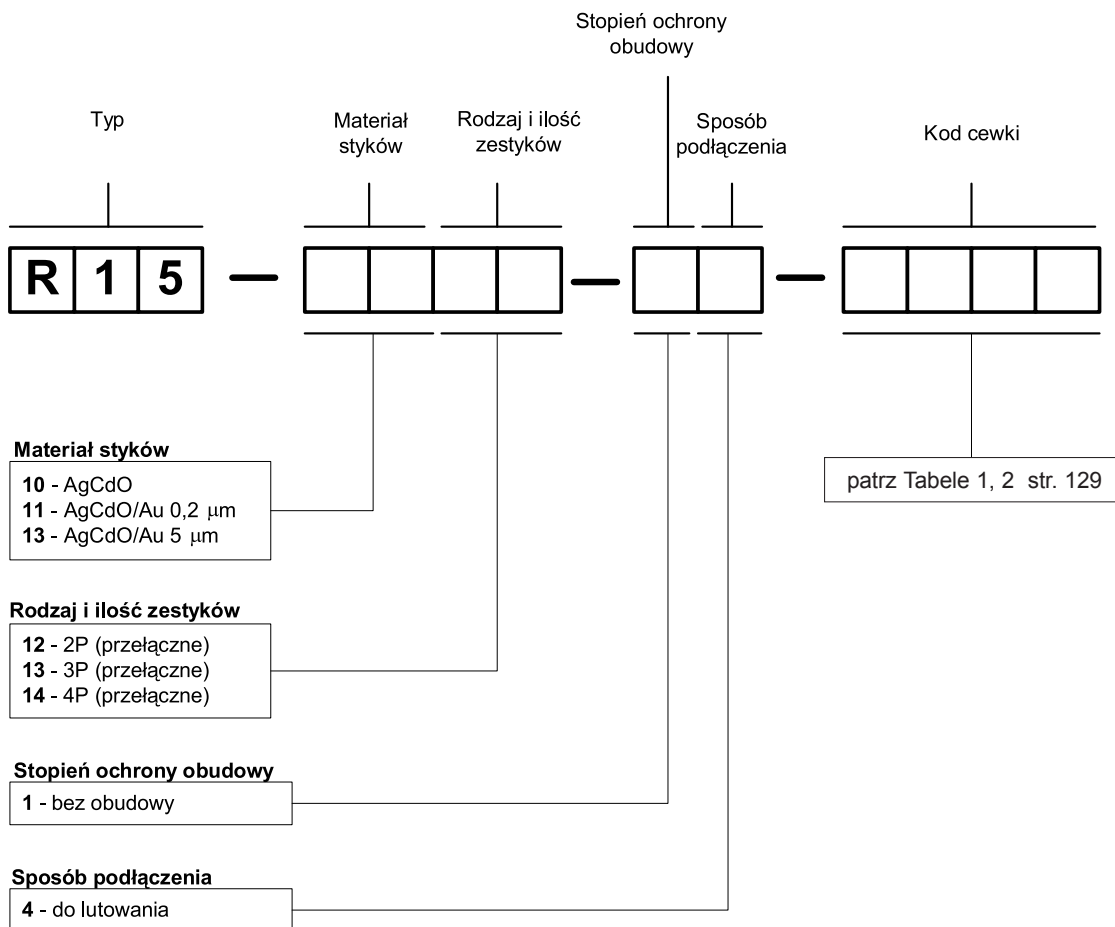 Stopień ochrony
obudowy
Typ
Materiał
styków
Rodzaj i ilość
zestyków
Sposób
podłączenia
Kod cewki
R 1 5 — — —
Materiał styków
10 - AgCdO
11 - AgCdO/Au 0,2 μm
13 - AgCdO/Au 5 μm
patrz Tabele 1, 2 str. 129
Rodzaj i ilość zestyków
12 - 2P (przełączne)
13 - 3P (przełączne)
14 - 4P (przełączne)
Stopień ochrony obudowy
1 - bez obudowy
Sposób podłączenia
4 - do lutowania